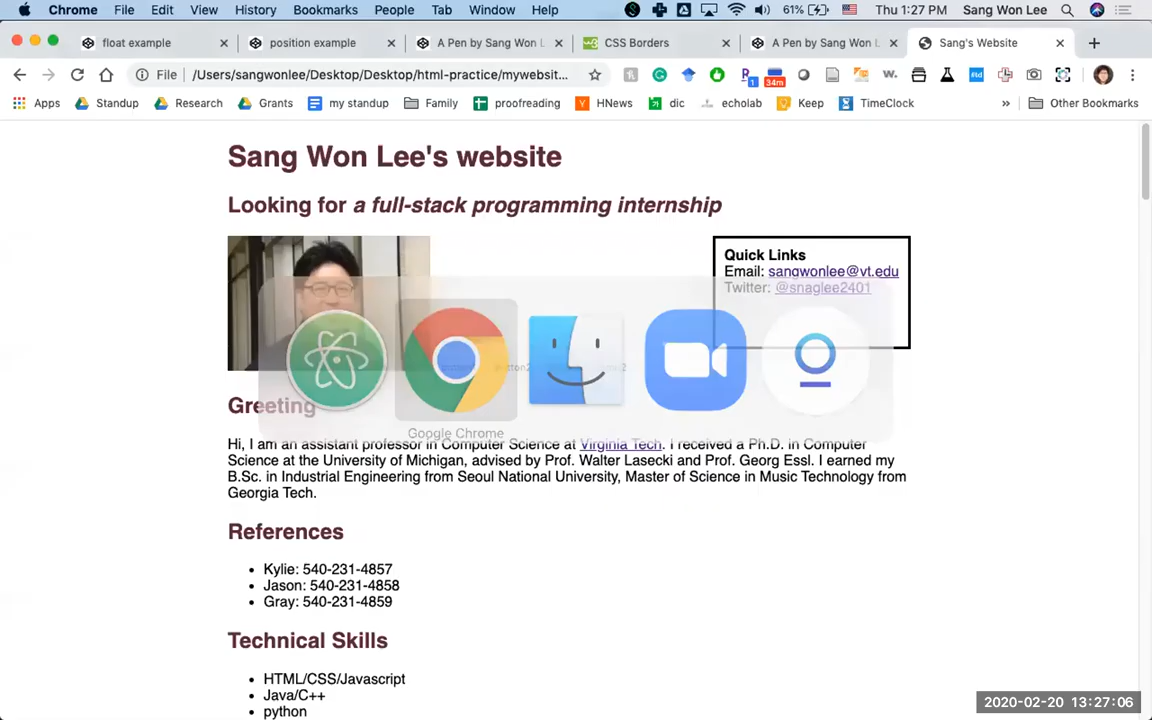 Chrome File Edit View History Bookmarks People Tab Window Help 61% Thu 1:27 PM Sang Won Lee
float example position example A Pen by Sang Won L CSS Borders A Pen by Sang Won L Sang's Website
File /Users/sangwonlee/Desktop/Desktop/html-practice/mywebsit... 1 34m w.
Apps Standup Research Grants my standup Family proofreading HNews dic echolab Keep TimeClock » Other Bookmarks
Sang Won Lee's website
Looking for a full-stack programming internship
Quick Links
Email: sangwonlee@vt.edu
Twitter: @snaglee2401
Greeting
Google Chrome
Hi, I am an assistant professor in Computer Science at Virginia Tech. I received a Ph.D. in Computer
Science at the University of Michigan, advised by Prof. Walter Lasecki and Prof. Georg Essl. I earned my
B.Sc. in Industrial Engineering from Seoul National University, Master of Science in Music Technology from
Georgia Tech.
References
Kylie: 540-231-4857
Jason: 540-231-4858
Gray: 540-231-4859
Technical Skills
HTML/CSS/Javascript
Java/C++
python
2020-02-20 13:27:06